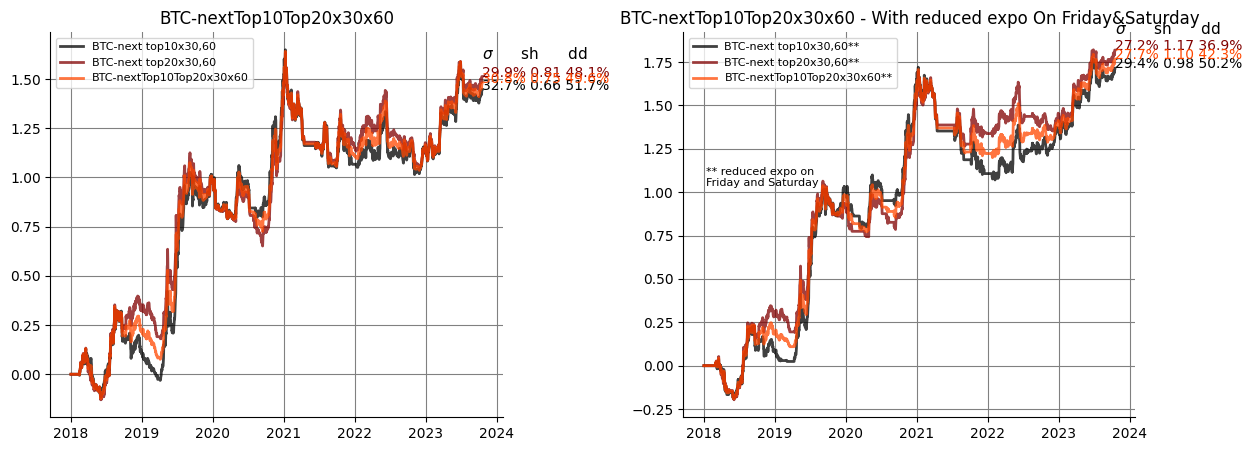 BTC-nextTop10Top20x30x60
BTC-next top10x30,60
BTC-next top20x30,60
BTC-nextTop10Top20x30x60
σ sh dd
29.9% 0.81 48.1%
32.7% 0.66 51.7%
1.50
1.25
1.00
0.75
0.50
0.25
0.00
2018 2019 2020 2021 2022 2023 2024
BTC-nextTop10Top20x30x60 - With reduced expo On Friday&Saturday
BTC-next top10x30,60**
BTC-next top20x30,60**
BTC-nextTop10Top20x30x60**
σ sh dd
27.2% 1.17 36.9%
1.10 42.3%
29.4% 0.98 50.2%
** reduced expo on
Friday and Saturday
1.75
1.50
1.25
1.00
0.75
0.50
0.25
0.00
−0.25
2018 2019 2020 2021 2022 2023 2024